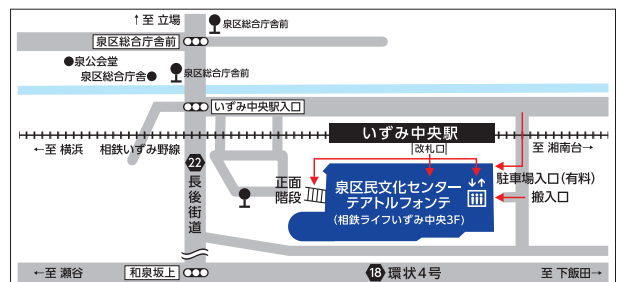 ↑至 立場
泉区総合庁舎前
泉区総合庁舎前
●泉公会堂
泉区総合庁舎●
泉区総合庁舎前
いずみ中央駅入口
いずみ中央駅
←至 横浜
相鉄いずみ野線
改札口
至 湘南台→
22
長後街道
正面
階段
泉区民文化センター
テアトルフォンテ
(相鉄ライフいずみ中央3F)
駐車場入口(有料)
搬入口
←至 瀬谷
和泉坂上
18 環状4号
至 下飯田→